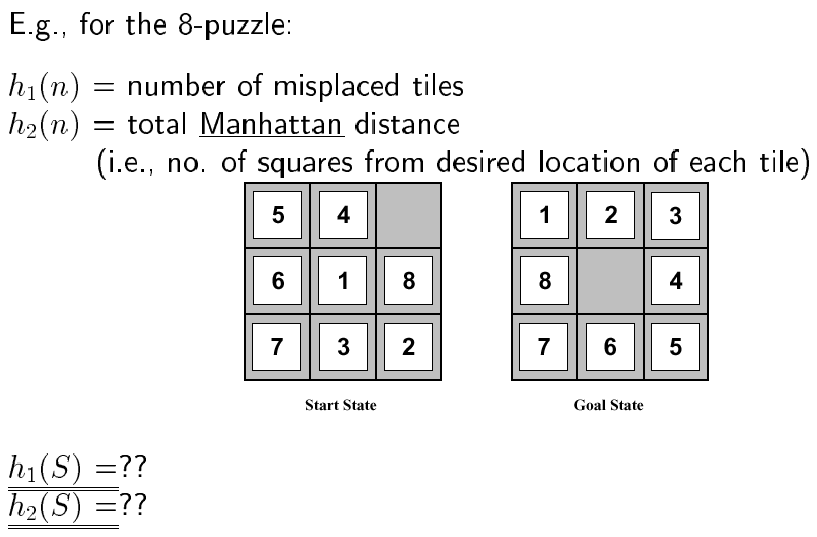 E.g., for the 8-puzzle:
h₁(n) = number of misplaced tiles
h₂(n) = total Manhattan distance
(i.e., no. of squares from desired location of each tile)
5 4 1 2 3
6 1 8 8 4
7 3 2 7 6 5
Start State Goal State
h₁(S) =??
h₂(S) =??